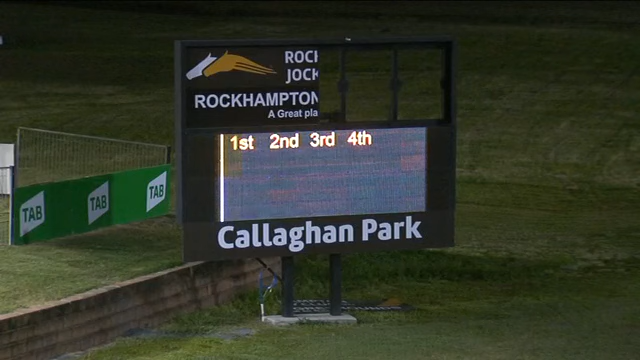 ROCK
JOCK
ROCKHAMPTON
A Great pla
1st 2nd 3rd 4th
Callaghan Park
TAB TAB TAB